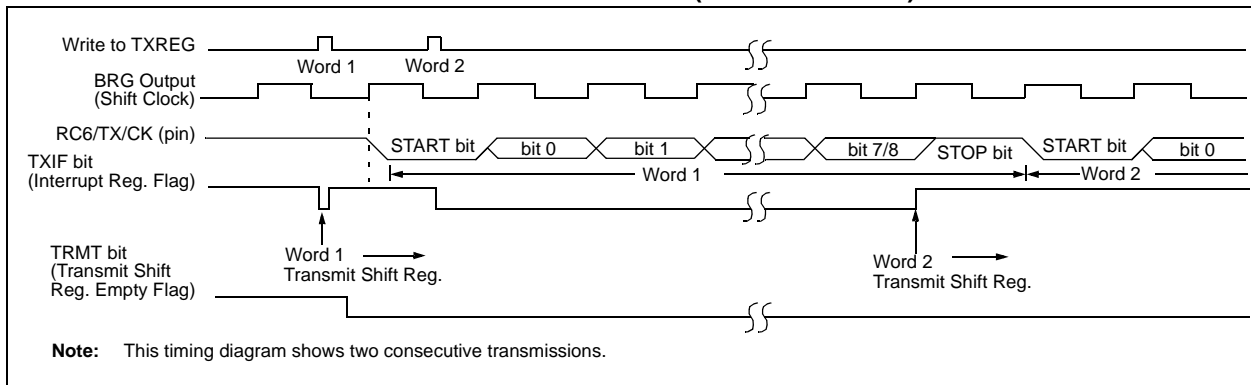 Write to TXREG
Word 1
Word 2
BRG Output
(Shift Clock)
RC6/TX/CK (pin)
START bit
bit 0
bit 1
bit 7/8
STOP bit
START bit
bit 0
Word 1
Word 2
TXIF bit
(Interrupt Reg. Flag)
Word 1
Transmit Shift Reg.
Word 2
Transmit Shift Reg.
TRMT bit
(Transmit Shift
Reg. Empty Flag)
Note: This timing diagram shows two consecutive transmissions.